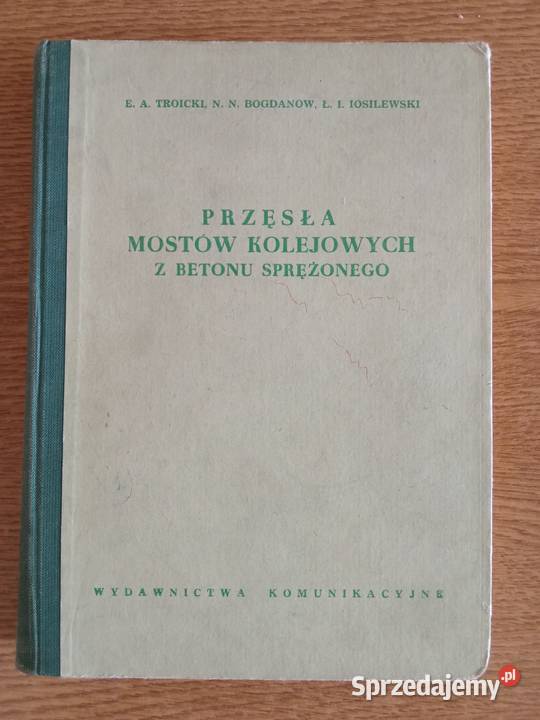 E. A. TROICKI, N. N. BOGDANOW, Ł. I. IOSILEWSKI
PRZĘSŁA
MOSTÓW KOLEJOWYCH
Z BETONU SPRĘŻONEGO
WYDAWNICTWA KOMUNIKACYJNE
Sprzedajemy.pl